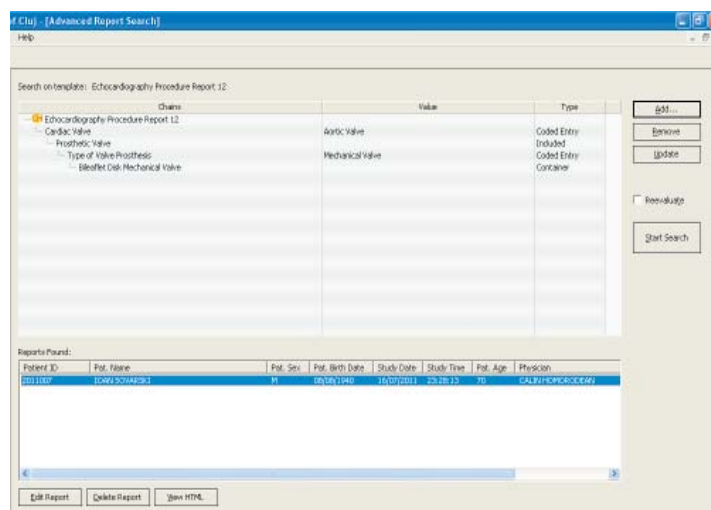 f Cluj - [Advanced Report Search]
Help
Search on template: Echocardiography Procedure Report 12
Chains Value Type
Echocardiography Procedure Report 12
Cardiac Valve Aortic Valve Coded Entry
Prosthetic Valve Included
Type of Valve Prosthesis Mechanical Valve Coded Entry
Bileaflet Disk Mechanical Valve Container
Add...
Remove
Update
Reevaluate
Start Search
Reports Found:
Patient ID Pat. Name Pat. Sex Pat. Birth Date Study Date Study Time Pat. Age Physician
2011007 IOAN SOVARSKI M 08/08/1940 16/07/2011 23:28:13 70 CALIN HOMORODEAN
Edit Report Delete Report View HTML